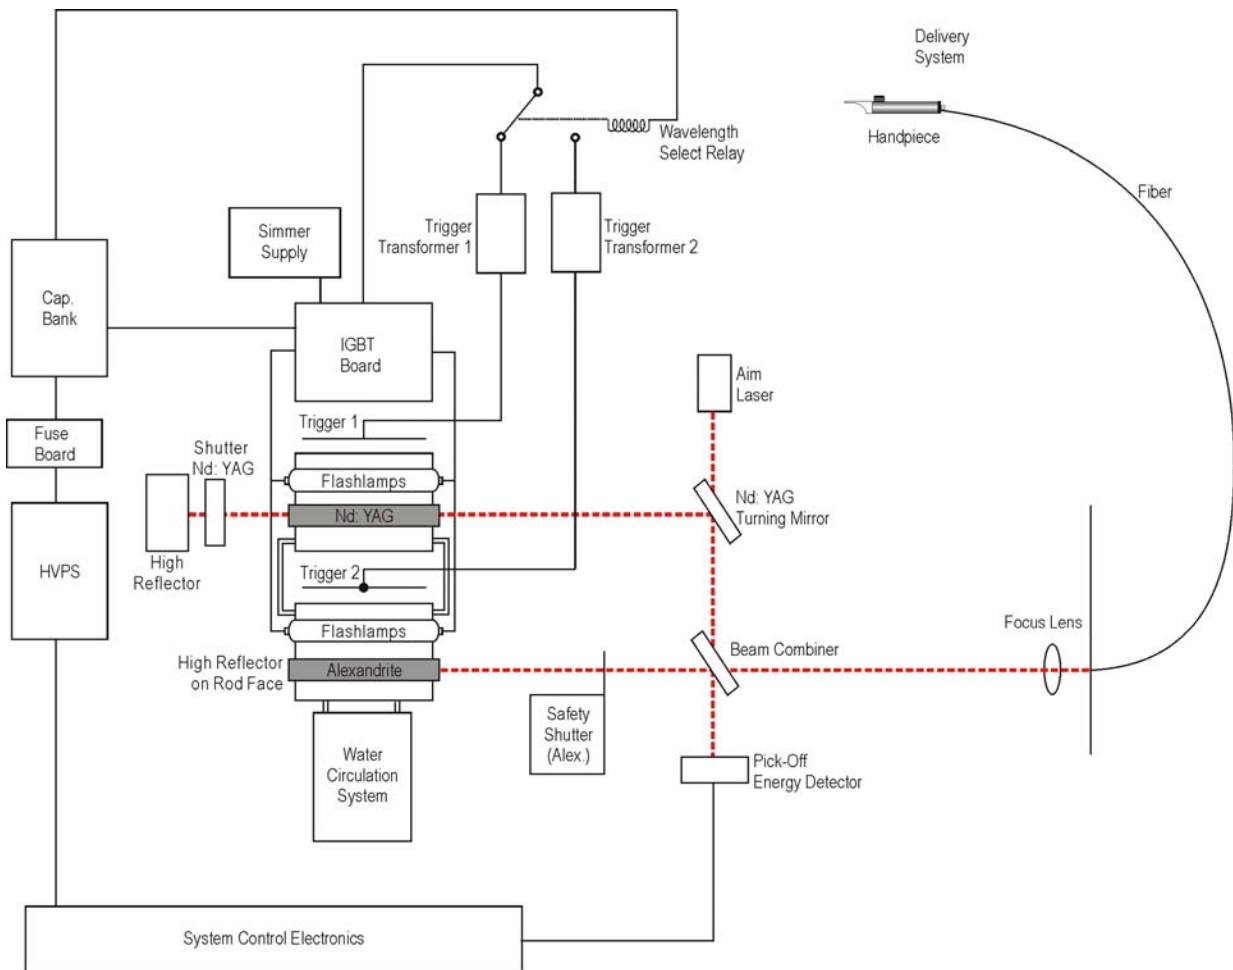 Delivery
System
Handpiece
Fiber
Wavelength
Select Relay
Trigger
Transformer 1
Trigger
Transformer 2
Simmer
Supply
Cap.
Bank
IGBT
Board
Aim
Laser
Fuse
Board
Trigger 1
Shutter
Nd: YAG
Flashlamps
Nd: YAG
Nd: YAG
Turning Mirror
High
Reflector
HVPS
Trigger 2
Flashlamps
Focus Lens
Beam Combiner
High Reflector
on Rod Face
Alexandrite
Safety
Shutter
(Alex.)
Water
Circulation
System
Pick-Off
Energy Detector
System Control Electronics